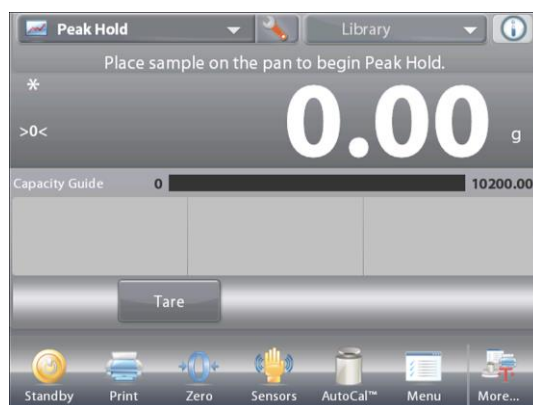 Peak Hold Library
Place sample on the pan to begin Peak Hold.
*
>0< 0.00 g
Capacity Guide 0 10200.00
Tare
Standby Print Zero Sensors AutoCal™ Menu More...